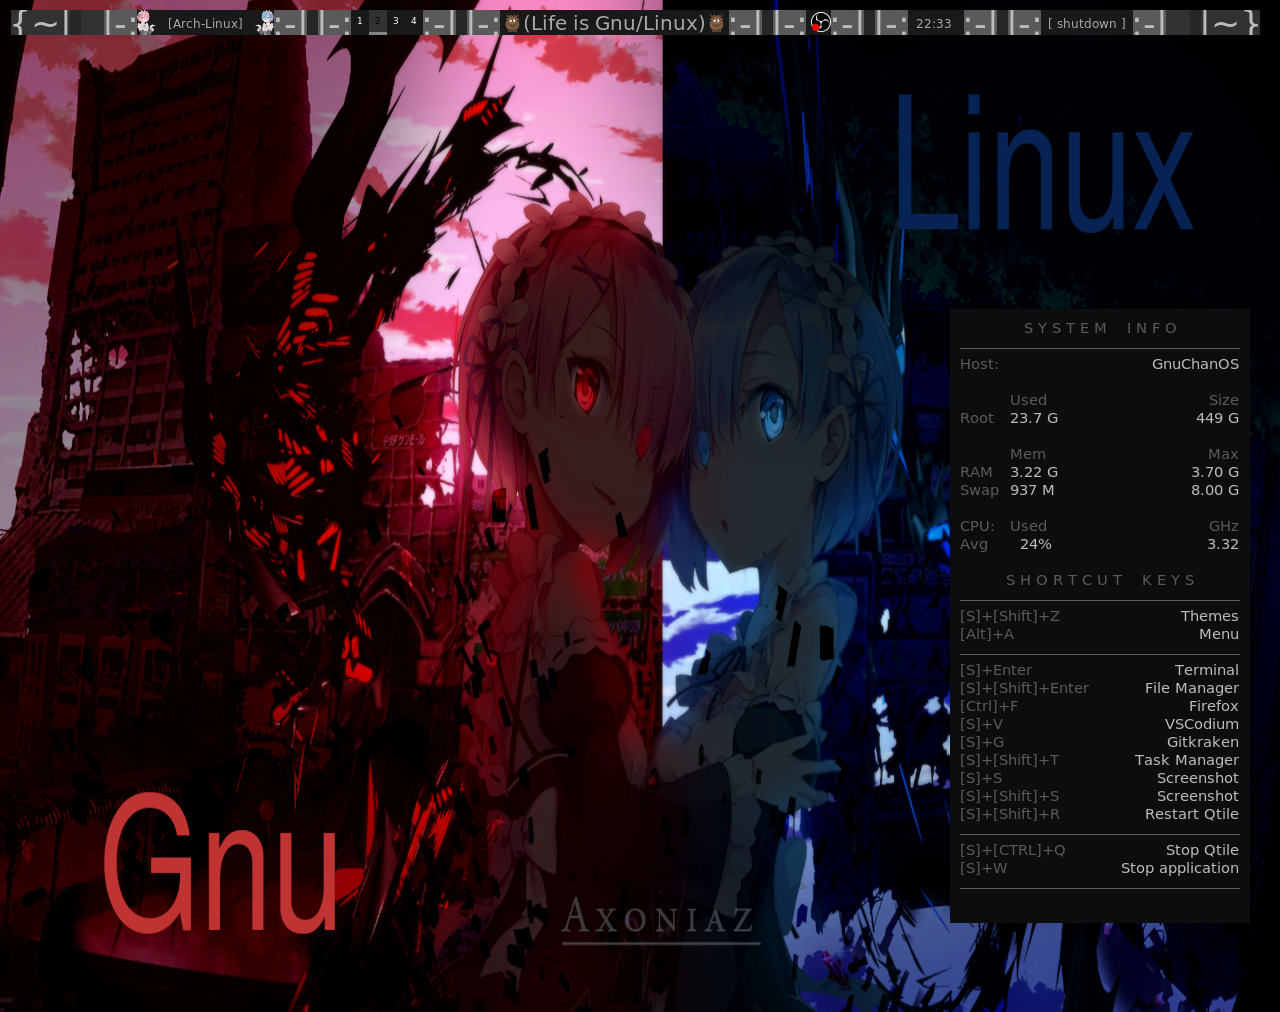 {~| |-:| [Arch-Linux] |:-| |-:| 1 2 3 4 |:-| |-:| (Life is Gnu/Linux) |:-| |-:| |:-| |-:| 22:33 |:-| |-:| [ shutdown ] |:-| |~}
Linux
SYSTEM INFO
Host: GnuChanOS
Used Size
Root 23.7 G 449 G
Mem Max
RAM 3.22 G 3.70 G
Swap 937 M 8.00 G
CPU: Used GHz
Avg 24% 3.32
SHORTCUT KEYS
[S]+[Shift]+Z Themes
[Alt]+A Menu
[S]+Enter Terminal
[S]+[Shift]+Enter File Manager
[Ctrl]+F Firefox
[S]+V VSCodium
[S]+G Gitkraken
[S]+[Shift]+T Task Manager
[S]+S Screenshot
[S]+[Shift]+S Screenshot
[S]+[Shift]+R Restart Qtile
[S]+[CTRL]+Q Stop Qtile
[S]+W Stop application
Gnu
AXONIAZ